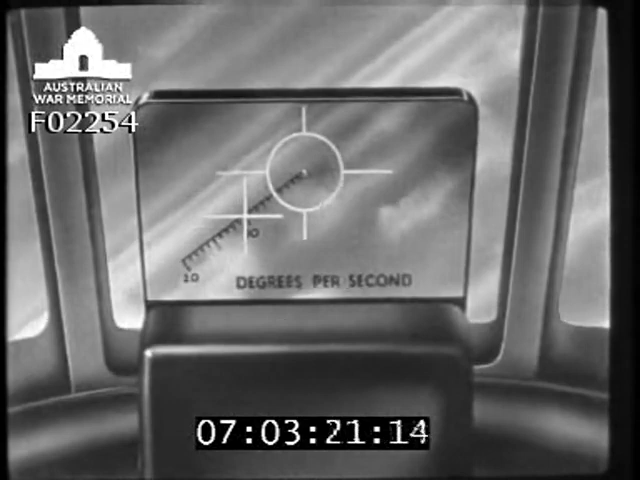 AUSTRALIAN
WAR MEMORIAL
F02254
10
20
DEGREES PER SECOND
07:03:21:14